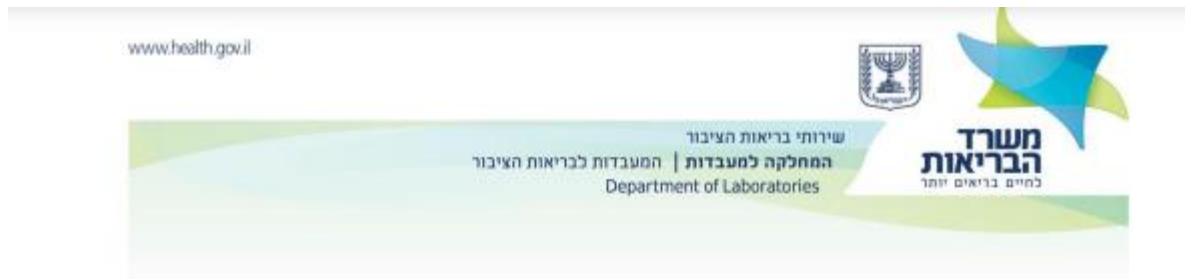 www.health.gov.il
משרד
הבריאות
לחיים בריאים יותר
שירותי בריאות הציבור
המחלקה למעבדות | המעבדות לבריאות הציבור
Department of Laboratories